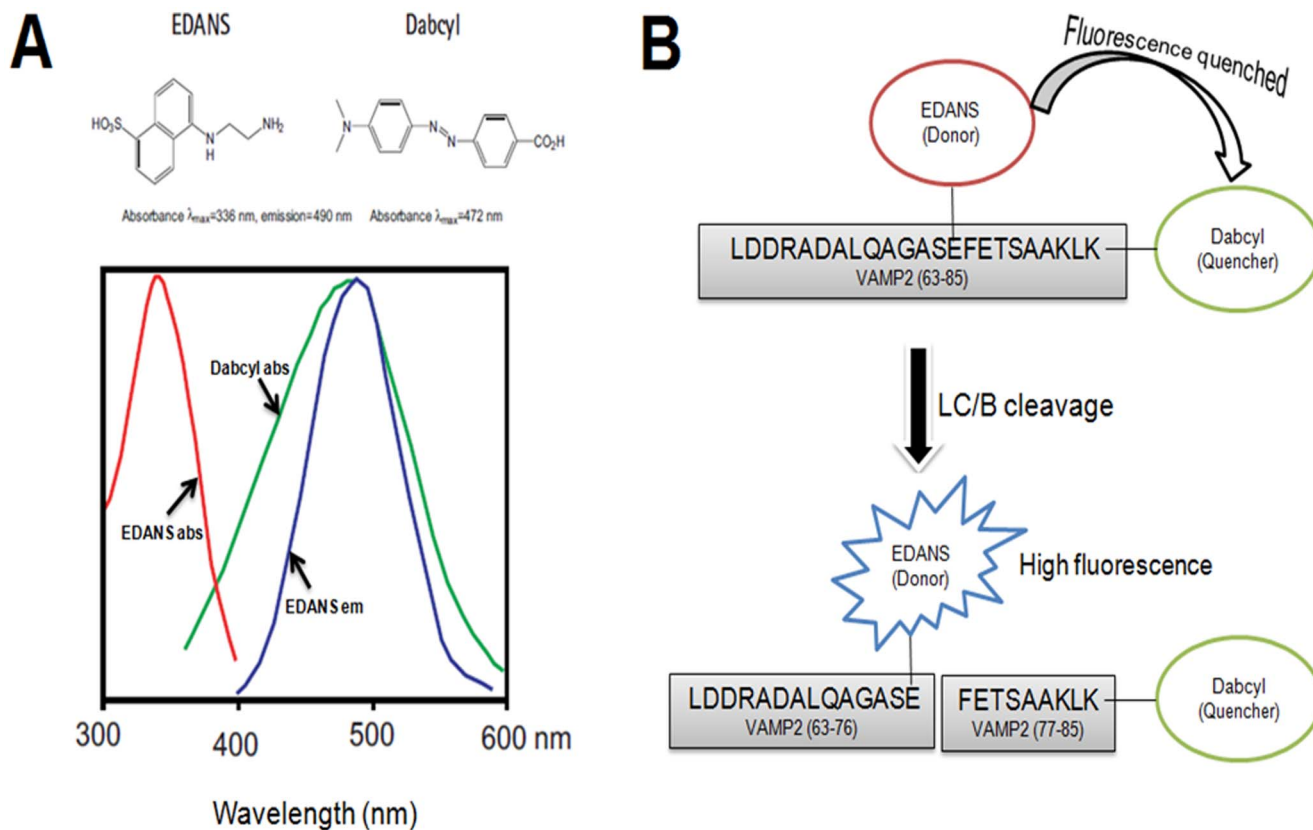 A
EDANS
Dabcyl
HO₃S
N
H
NH₂
N
N
N
CO₂H
Absorbance λmax=336 nm, emission=490 nm
Absorbance λmax=472 nm
Dabcyl abs
EDANS abs
EDANS em
300
400
500
600 nm
Wavelength (nm)
B
Fluorescence quenched
EDANS
(Donor)
LDDRADALQAGASEFETSAAKLK
VAMP2 (63-85)
Dabcyl
(Quencher)
LC/B cleavage
EDANS
(Donor)
High fluorescence
LDDRADALQAGASE
VAMP2 (63-76)
FETSAAKLK
VAMP2 (77-85)
Dabcyl
(Quencher)